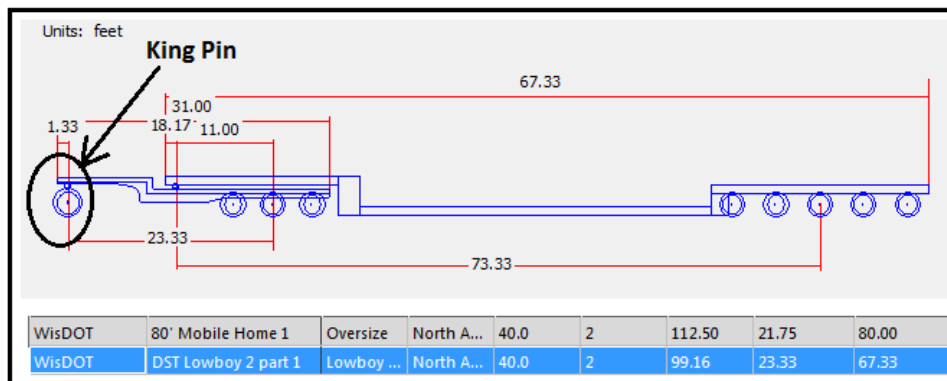 Units: feet
King Pin
67.33
31.00
1.33 18.17 11.00
23.33
73.33
WisDOT 80' Mobile Home 1 Oversize North A... 40.0 2 112.50 21.75 80.00
WisDOT DST Lowboy 2 part 1 Lowboy ... North A... 40.0 2 99.16 23.33 67.33